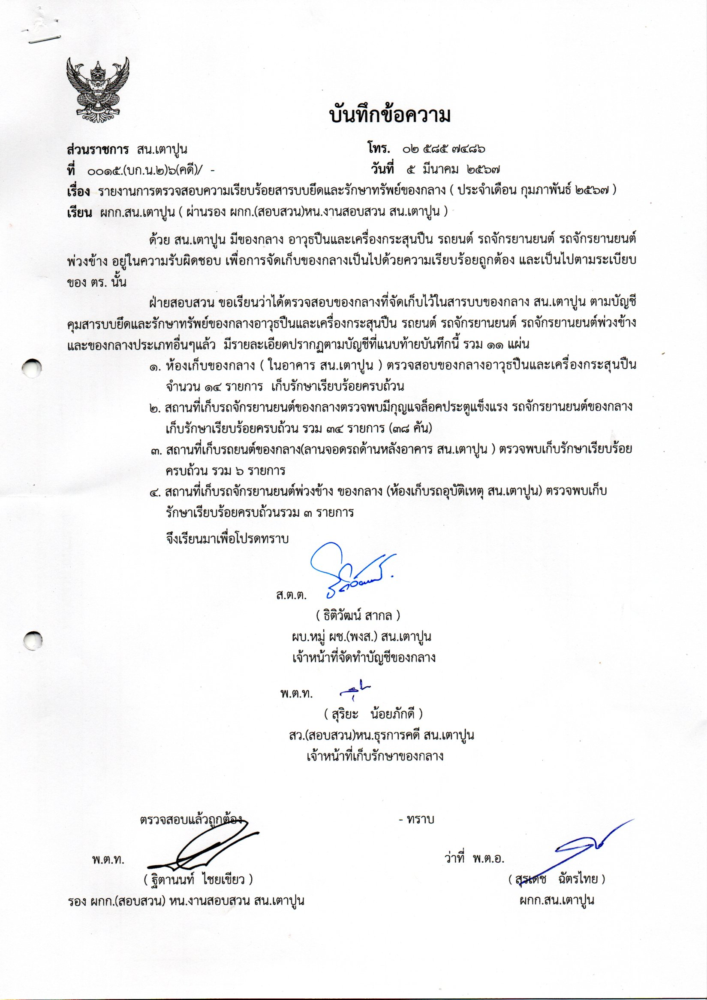 บันทึกข้อความ
ส่วนราชการ สน.เตาปูน โทร. ๐๒ ๕๘๕ ๗๔๘๖
ที่ ๐๐๑๕.(บก.น.๒)๖(คดี)/ - วันที่ ๕ มีนาคม ๒๕๖๗
เรื่อง รายงานการตรวจสอบความเรียบร้อยสารบบยึดและรักษาทรัพย์ของกลาง ( ประจำเดือน กุมภาพันธ์ ๒๕๖๗ )
เรียน ผกก.สน.เตาปูน ( ผ่านรอง ผกก.(สอบสวน)หน.งานสอบสวน สน.เตาปูน )
ด้วย สน.เตาปูน มีของกลาง อาวุธปืนและเครื่องกระสุนปืน รถยนต์ รถจักรยานยนต์ รถจักรยานยนต์
พ่วงข้าง อยู่ในความรับผิดชอบ เพื่อการจัดเก็บของกลางเป็นไปด้วยความเรียบร้อยถูกต้อง และเป็นไปตามระเบียบ
ของ ตร. นั้น
ฝ่ายสอบสวน ขอเรียนว่าได้ตรวจสอบของกลางที่จัดเก็บไว้ในสารบบของกลาง สน.เตาปูน ตามบัญชี
คุมสารบบยึดและรักษาทรัพย์ของกลางอาวุธปืนและเครื่องกระสุนปืน รถยนต์ รถจักรยานยนต์ รถจักรยานยนต์พ่วงข้าง
และของกลางประเภทอื่นๆแล้ว มีรายละเอียดปรากฏตามบัญชีที่แนบท้ายบันทึกนี้ รวม ๑๑ แผ่น
๑. ห้องเก็บของกลาง ( ในอาคาร สน.เตาปูน ) ตรวจสอบของกลางอาวุธปืนและเครื่องกระสุนปืน
จำนวน ๑๔ รายการ เก็บรักษาเรียบร้อยครบถ้วน
๒. สถานที่เก็บรถจักรยานยนต์ของกลางตรวจพบมีกุญแจล็อคประตูแข็งแรง รถจักรยานยนต์ของกลาง
เก็บรักษาเรียบร้อยครบถ้วน รวม ๓๔ รายการ (๓๘ คัน)
๓. สถานที่เก็บรถยนต์ของกลาง(ลานจอดรถด้านหลังอาคาร สน.เตาปูน ) ตรวจพบเก็บรักษาเรียบร้อย
ครบถ้วน รวม ๖ รายการ
๔. สถานที่เก็บรถจักรยานยนต์พ่วงข้าง ของกลาง (ห้องเก็บรถอุบัติเหตุ สน.เตาปูน) ตรวจพบเก็บ
รักษาเรียบร้อยครบถ้วนรวม ๓ รายการ
จึงเรียนมาเพื่อโปรดทราบ
ส.ต.ต.
( ธิติวัฒน์ สากล )
ผบ.หมู่ ผช.(พงส.) สน.เตาปูน
เจ้าหน้าที่จัดทำบัญชีของกลาง
พ.ต.ท.
( สุริยะ น้อยภักดี )
สว.(สอบสวน)หน.ธุรการคดี สน.เตาปูน
เจ้าหน้าที่เก็บรักษาของกลาง
ตรวจสอบแล้วถูกต้อง - ทราบ
พ.ต.ท. ว่าที่ พ.ต.อ.
( ฐิตานนท์ ไชยเขียว ) ( สุรเดช ฉัตรไทย )
รอง ผกก.(สอบสวน) หน.งานสอบสวน สน.เตาปูน ผกก.สน.เตาปูน